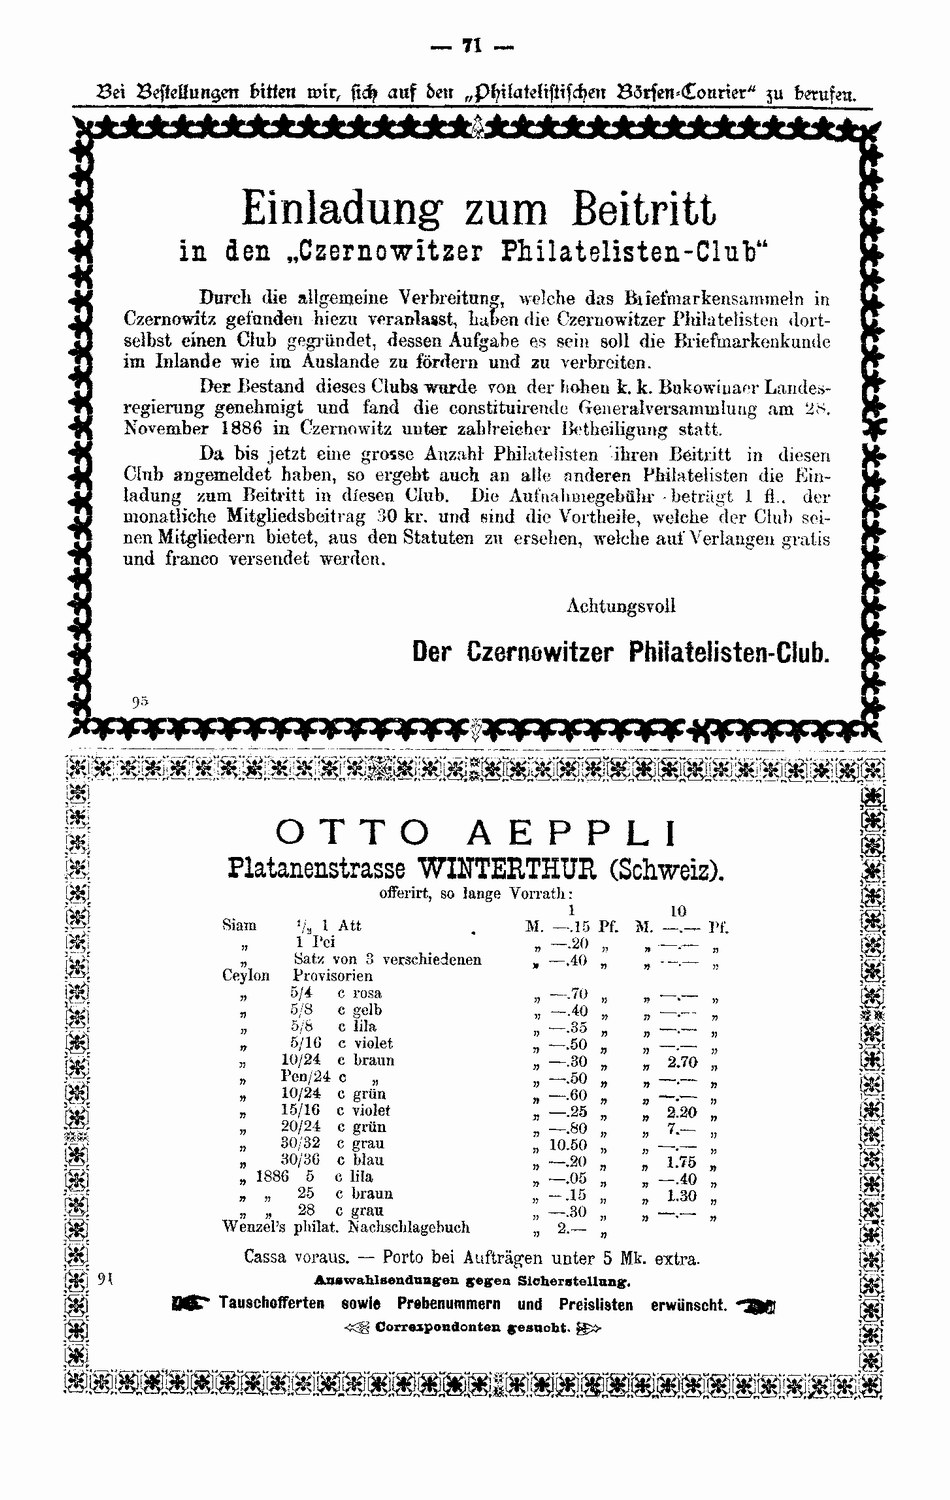 — 71 —
Bei Bestellungen bitten wir, sich auf den „Philatelistischen Börsen-Courier“ zu berufen.
Einladung zum Beitritt
in den „Czernowitzer Philatelisten-Club“
Durch die allgemeine Verbreitung, welche das Briefmarkensammeln in
Czernowitz gefunden hiezu veranlasst, haben die Czernowitzer Philatelisten dort-
selbst einen Club gegründet, dessen Aufgabe es sein soll die Briefmarkenkunde
im Inlande wie im Auslande zu fördern und zu verbreiten.
Der Bestand dieses Clubs wurde von der hohen k. k. Bukowinaer Landes-
regierung genehmigt und fand die constituirende Generalversammlung am 28.
November 1886 in Czernowitz unter zahlreicher Betheiligung statt.
Da bis jetzt eine grosse Anzahl Philatelisten ihren Beitritt in diesen
Club angemeldet haben, so ergeht auch an alle anderen Philatelisten die Ein-
ladung zum Beitritt in diesen Club. Die Aufnahmegebühr beträgt 1 fl., der
monatliche Mitgliedsbeitrag 30 kr. und sind die Vortheile, welche der Club sei-
nen Mitgliedern bietet, aus den Statuten zu ersehen, welche auf Verlangen gratis
und franco versendet werden.
Achtungsvoll
Der Czernowitzer Philatelisten-Club.
95
OTTO AEPPLI
Platanenstrasse WINTERTHUR (Schweiz).
offerirt, so lange Vorrath:
1 10
Siam ½ 1 Att M. —.15 Pf. M. —.— Pf.
„ 1 Pei „ —.20 „ „ —.— „
„ Satz von 3 verschiedenen „ —.40 „ „ —.— „
Ceylon Provisorien
„ 5/4 c rosa „ —.70 „ „ —.— „
„ 5/8 c gelb „ —.40 „ „ —.— „
„ 5/8 c lila „ —.35 „ „ —.— „
„ 5/16 c violet „ —.50 „ „ —.— „
„ 10/24 c braun „ —.30 „ „ 2.70 „
„ Pen/24 c „ „ —.50 „ „ —.— „
„ 10/24 c grün „ —.60 „ „ —.— „
„ 15/16 c violet „ —.25 „ „ 2.20 „
„ 20/24 c grün „ —.80 „ „ 7.— „
„ 30/32 c grau „ 10.50 „ „ —.— „
„ 30/36 c blau „ —.20 „ „ 1.75 „
„ 1886 5 c lila „ —.05 „ „ —.40 „
„ „ 25 c braun „ —.15 „ „ 1.30 „
„ „ 28 c grau „ —.30 „ „ —.— „
Wenzel's philat. Nachschlagebuch „ 2.— „
Cassa voraus. — Porto bei Aufträgen unter 5 Mk. extra.
91 Auswahlsendungen gegen Sicherstellung.
Tauschofferten sowie Probenummern und Preislisten erwünscht.
Correspondenten gesucht.